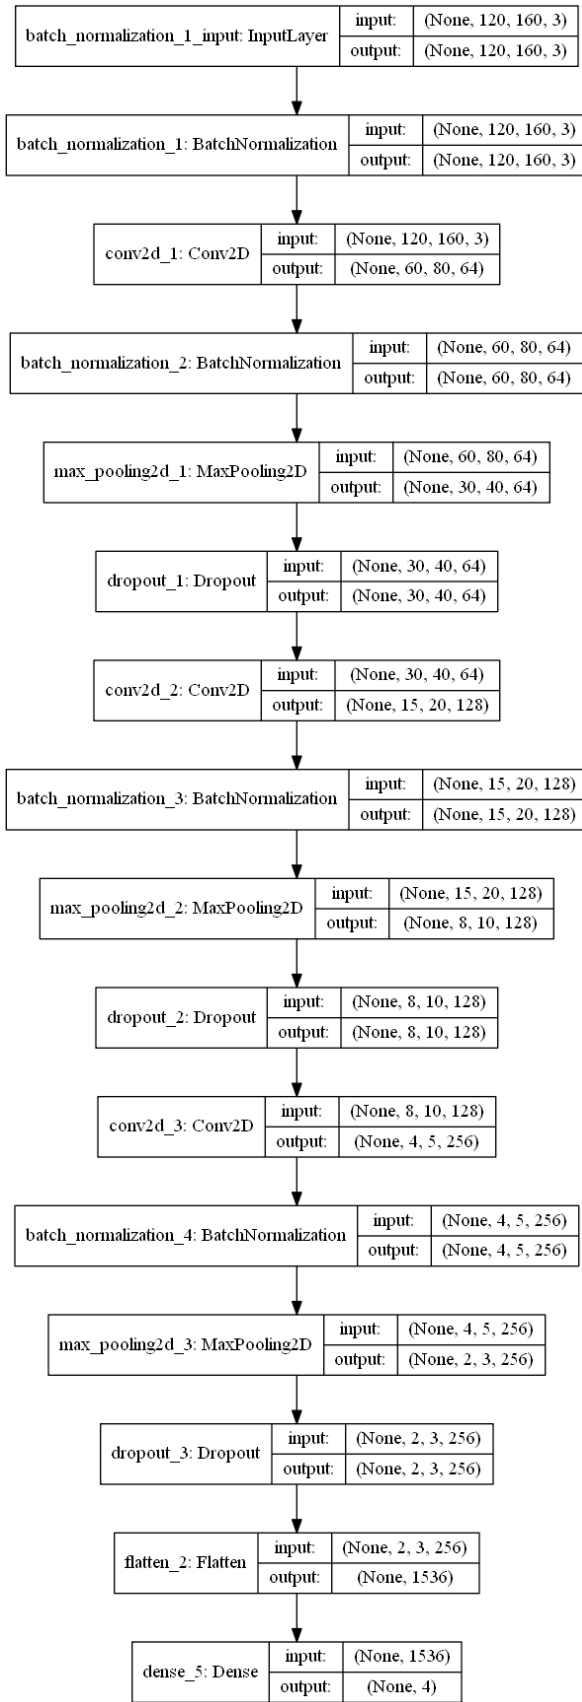 batch_normalization_1_input: InputLayer
input: (None, 120, 160, 3)
output: (None, 120, 160, 3)
batch_normalization_1: BatchNormalization
input: (None, 120, 160, 3)
output: (None, 120, 160, 3)
conv2d_1: Conv2D
input: (None, 120, 160, 3)
output: (None, 60, 80, 64)
batch_normalization_2: BatchNormalization
input: (None, 60, 80, 64)
output: (None, 60, 80, 64)
max_pooling2d_1: MaxPooling2D
input: (None, 60, 80, 64)
output: (None, 30, 40, 64)
dropout_1: Dropout
input: (None, 30, 40, 64)
output: (None, 30, 40, 64)
conv2d_2: Conv2D
input: (None, 30, 40, 64)
output: (None, 15, 20, 128)
batch_normalization_3: BatchNormalization
input: (None, 15, 20, 128)
output: (None, 15, 20, 128)
max_pooling2d_2: MaxPooling2D
input: (None, 15, 20, 128)
output: (None, 8, 10, 128)
dropout_2: Dropout
input: (None, 8, 10, 128)
output: (None, 8, 10, 128)
conv2d_3: Conv2D
input: (None, 8, 10, 128)
output: (None, 4, 5, 256)
batch_normalization_4: BatchNormalization
input: (None, 4, 5, 256)
output: (None, 4, 5, 256)
max_pooling2d_3: MaxPooling2D
input: (None, 4, 5, 256)
output: (None, 2, 3, 256)
dropout_3: Dropout
input: (None, 2, 3, 256)
output: (None, 2, 3, 256)
flatten_2: Flatten
input: (None, 2, 3, 256)
output: (None, 1536)
dense_5: Dense
input: (None, 1536)
output: (None, 4)